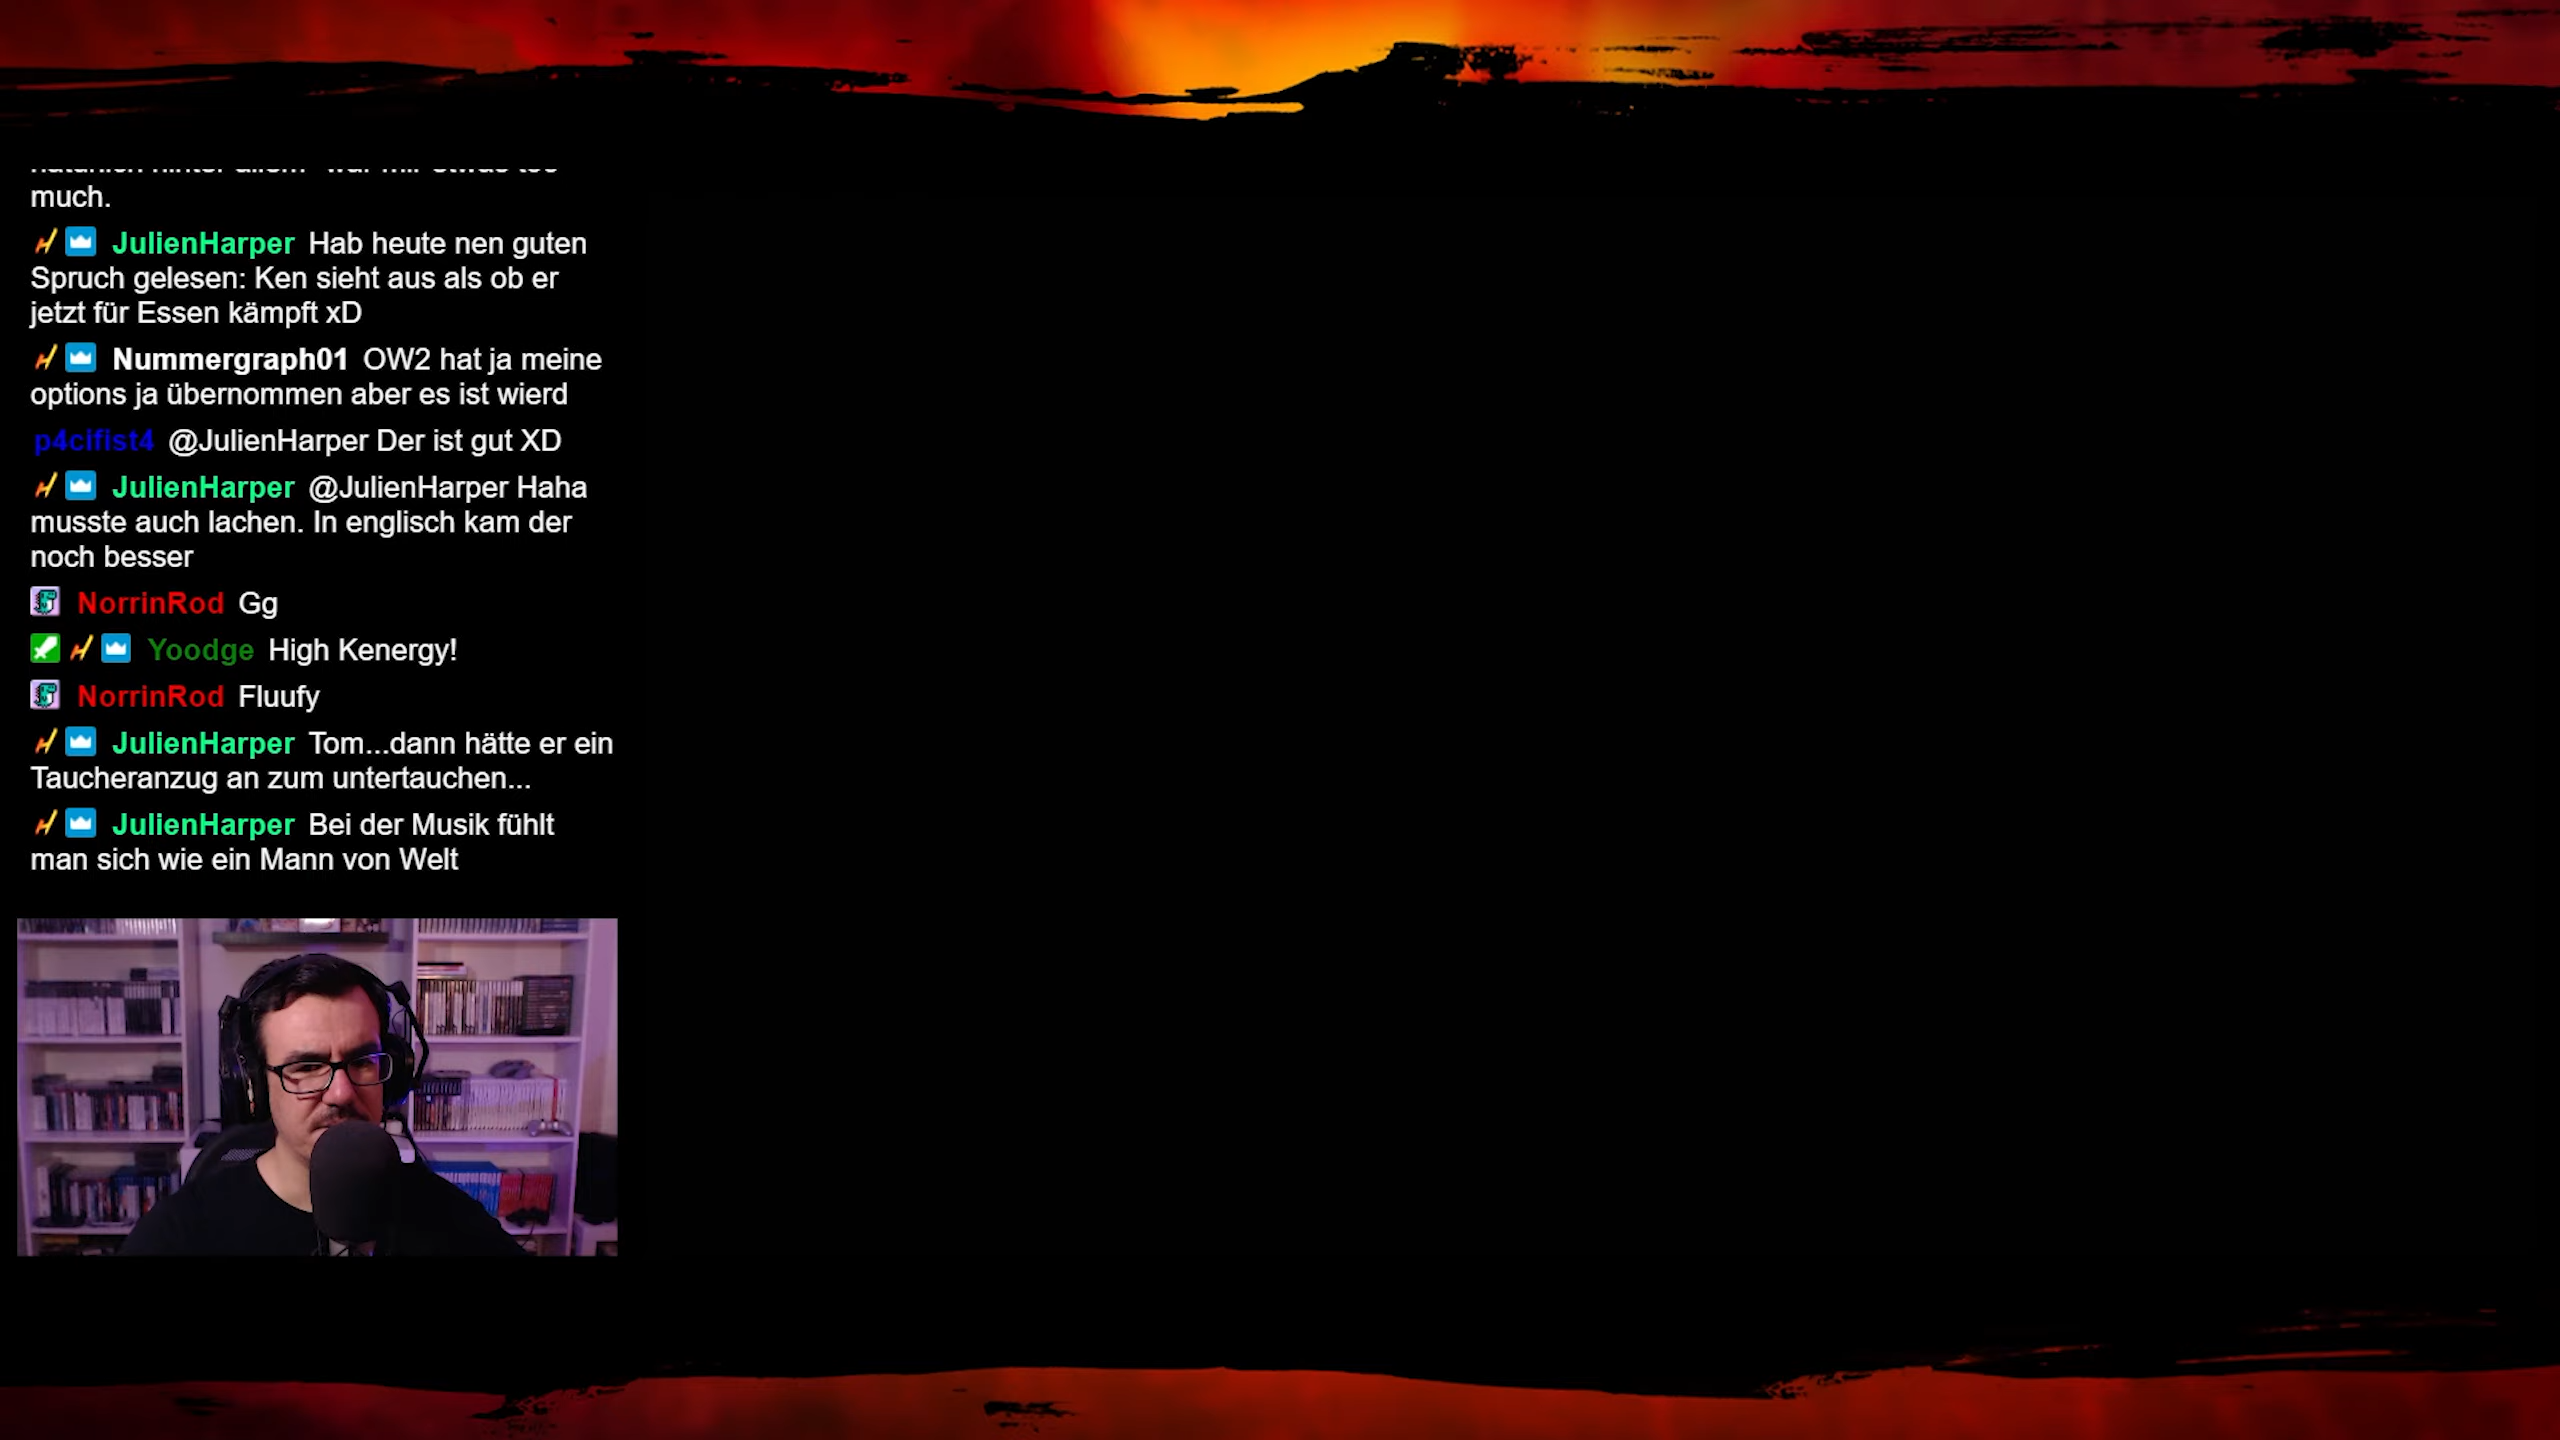 much.
JulienHarper Hab heute nen guten
Spruch gelesen: Ken sieht aus als ob er
jetzt für Essen kämpft xD
Nummergraph01 OW2 hat ja meine
options ja übernommen aber es ist wierd
p4cifist4 @JulienHarper Der ist gut XD
JulienHarper @JulienHarper Haha
musste auch lachen. In englisch kam der
noch besser
NorrinRod Gg
Yoodge High Kenergy!
NorrinRod Fluufy
JulienHarper Tom...dann hätte er ein
Taucheranzug an zum untertauchen...
JulienHarper Bei der Musik fühlt
man sich wie ein Mann von Welt